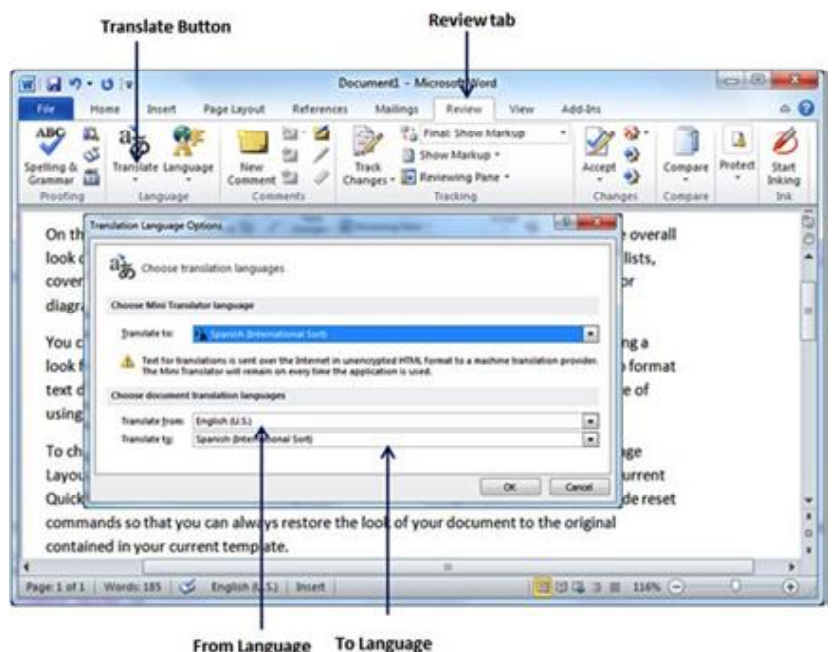 Translate Button
Review tab
Document1 - Microsoft Word
File Home Insert Page Layout References Mailings Review View Add-Ins
ABC
Spelling & Grammar
Translate
Language
New Comment
Track Changes
Final: Show Markup
Show Markup
Reviewing Pane
Accept
Compare
Protect
Start Inking
Proofing Language Comments Tracking Changes Compare Ink
Translation Language Options
Choose translation languages
Choose Mini Translator language
Translate to: Spanish (International Sort)
Text for translations is sent over the Internet in unencrypted HTML format to a machine translation provider.
The Mini Translator will remain on every time the application is used.
Choose document translation languages
Translate from: English (U.S.)
Translate to: Spanish (International Sort)
OK Cancel
On th
e overall
look
lists,
cover
or
diagra
You c
ng a
look f
o format
text d
e of
using
To ch
ge
Layou
urrent
Quick
de reset
commands so that you can always restore the look of your document to the original
contained in your current template.
Page: 1 of 1 Words: 185 English (U.S.) Insert 116%
From Language
To Language